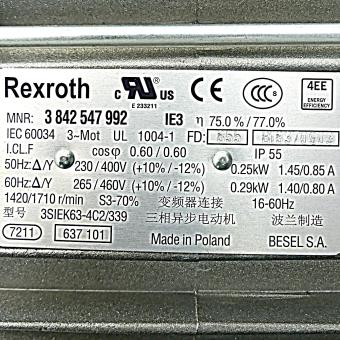 Rexroth c UL us CE CCC S 4EE
E 233211 ENERGY EFFICIENCY
MNR: 3 842 547 992 IE3 η 75.0 % / 77.0%
IEC 60034 3~Mot UL 1004-1 FD:
I.CL.F cosφ 0.60 / 0.60 IP 55
50Hz:Δ/Y 230 / 400V (+10% / -12%) 0.25kW 1.45/0.85 A
60Hz:Δ/Y 265 / 460V (+10% / -12%) 0.29kW 1.40/0.80 A
1420/1710 r/min S3-70% 变频器连接 16-60Hz
型号 3SIEK63-4C2/339 三相异步电动机 波兰制造
7211 637 101 Made in Poland BESEL S.A.